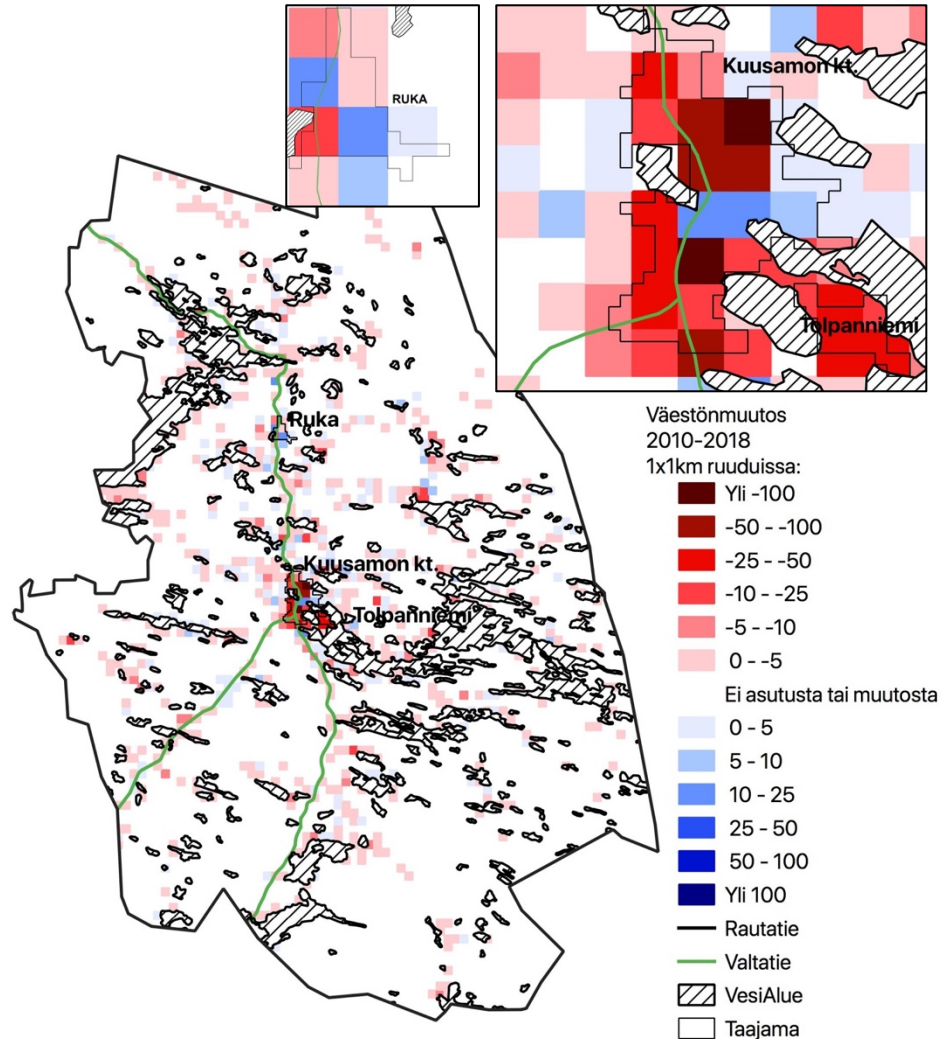 RUKA
Kuusamon kt.
Tolpanniemi
Ruka
Kuusamon kt.
Tolpanniemi
Väestönmuutos
2010-2018
1x1km ruuduissa:
Yli -100
-50 - -100
-25 - -50
-10 - -25
-5 - -10
0 - -5
Ei asutusta tai muutosta
0 - 5
5 - 10
10 - 25
25 - 50
50 - 100
Yli 100
Rautatie
Valtatie
VesiAlue
Taajama